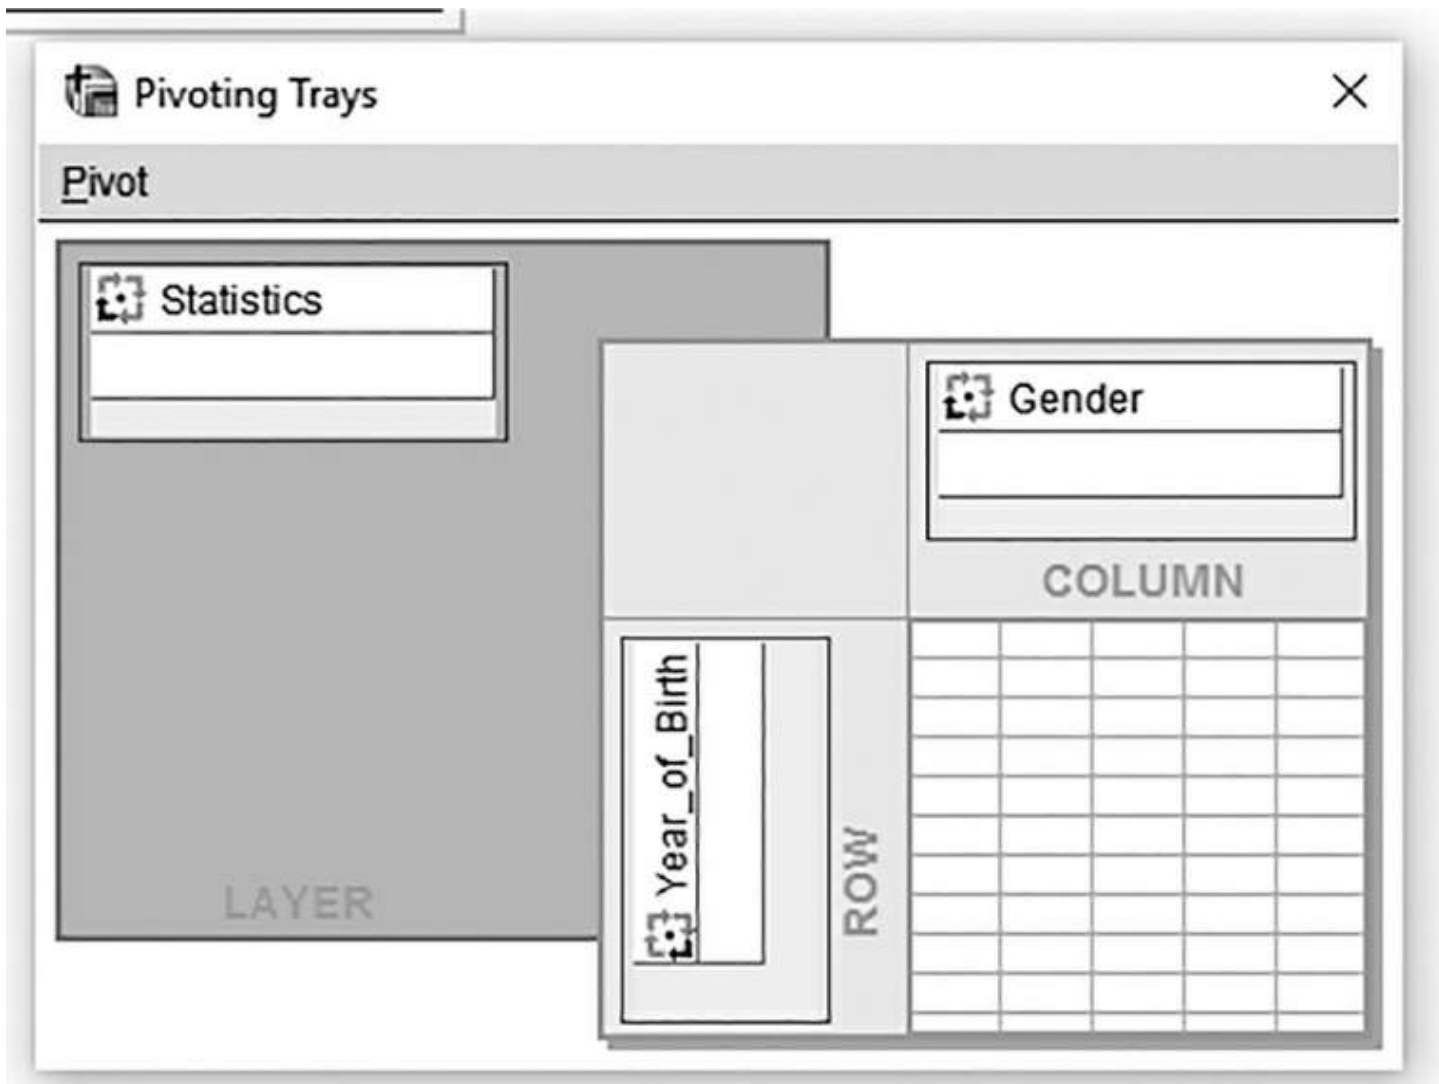 Pivoting Trays
Pivot
Statistics
Gender
COLUMN
Year_of_Birth
ROW
LAYER